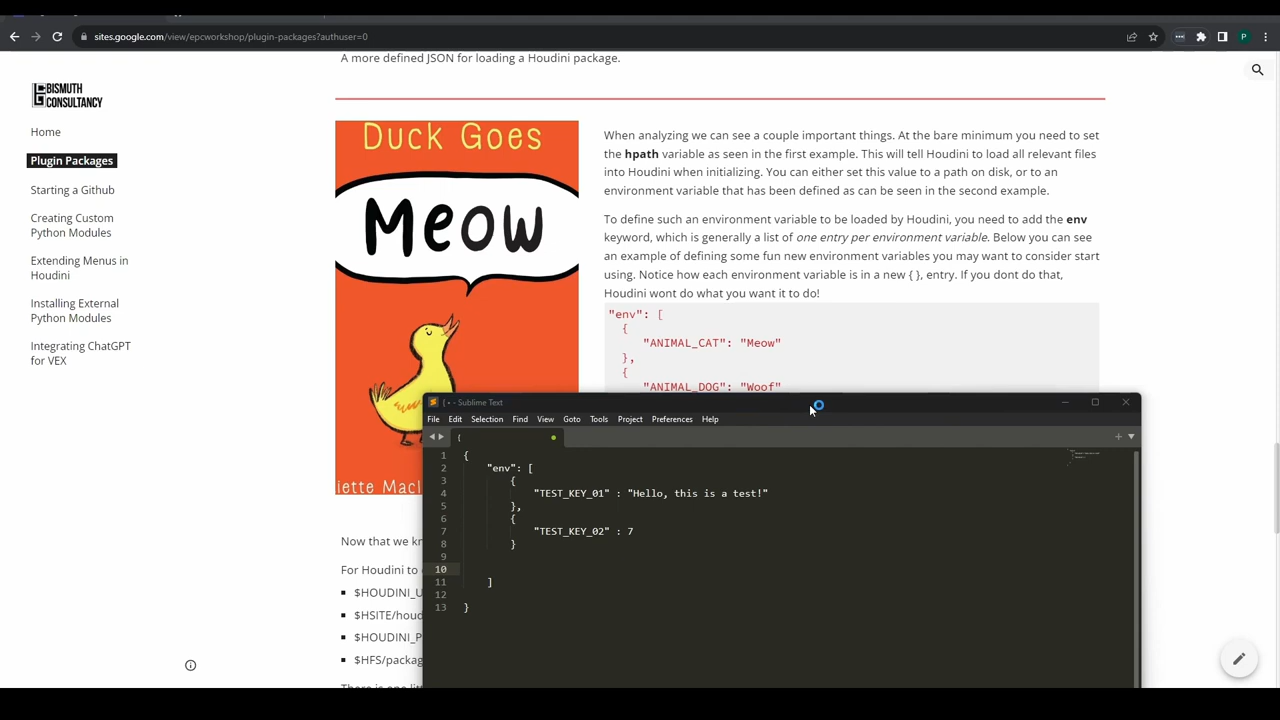 sites.google.com/view/epcworkshop/plugin-packages?authuser=0
P
A more defined JSON for loading a Houdini package.
BISMUTH
CONSULTANCY
Home
Plugin Packages
Starting a Github
Creating Custom
Python Modules
Extending Menus in
Houdini
Installing External
Python Modules
Integrating ChatGPT
for VEX
Duck Goes
Meow
When analyzing we can see a couple important things. At the bare minimum you need to set
the hpath variable as seen in the first example. This will tell Houdini to load all relevant files
into Houdini when initializing. You can either set this value to a path on disk, or to an
environment variable that has been defined as can be seen in the second example.
To define such an environment variable to be loaded by Houdini, you need to add the env
keyword, which is generally a list of one entry per environment variable. Below you can see
an example of defining some fun new environment variables you may want to consider start
using. Notice how each environment variable is in a new { }, entry. If you dont do that,
Houdini wont do what you want it to do!
"env": [
{
"ANIMAL_CAT": "Meow"
},
{
"ANIMAL_DOG": "Woof"
Now that we
For Houdini to
$HOUDINI_U
$HSITE/houd
$HOUDINI_P
$HFS/packag
{ • - Sublime Text
File Edit Selection Find View Goto Tools Project Preferences Help
{
1 {
2 "env": [
3 {
4 "TEST_KEY_01" : "Hello, this is a test!"
5 },
6 {
7 "TEST_KEY_02" : 7
8 }
9
10
11 ]
12
13 }